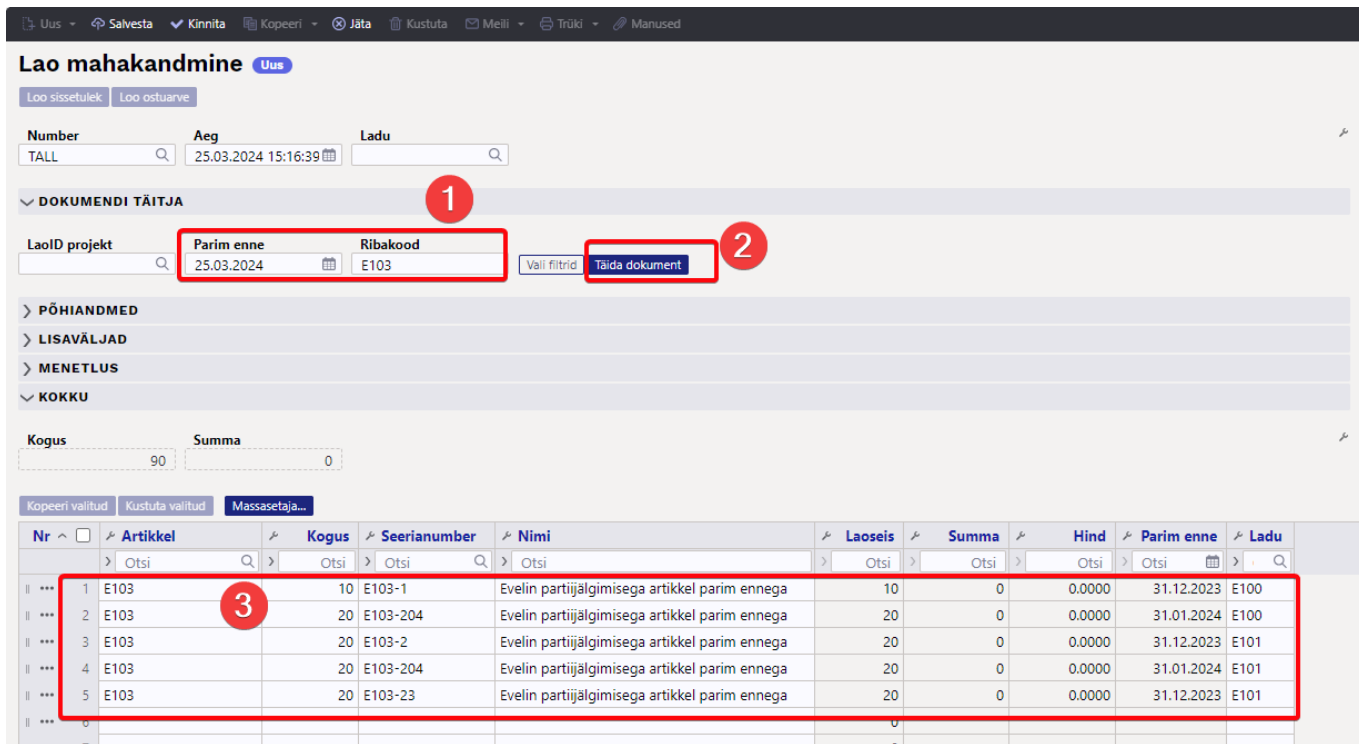 Uus Salvesta Kinnita Kopeeri Jäta Kustuta Meili Trüki Manused
Lao mahakandmine Uus
Loo sissetulek Loo ostuarve
Number Aeg Ladu
TALL 25.03.2024 15:16:39
DOKUMENDI TÄITJA 1
LaoID projekt Parim enne Ribakood 2
25.03.2024 E103 Vali filtrid Täida dokument
PÕHIANDMED
LISAVÄLJAD
MENETLUS
KOKKU
Kogus Summa
90 0
Kopeeri valitud Kustuta valitud Massasetaja...
Nr Artikkel Kogus Seerianumber Nimi Laoseis Summa Hind Parim enne Ladu
Otsi Otsi Otsi Otsi Otsi Otsi Otsi Otsi
1 E103 10 E103-1 Evelin partiijälgimisega artikkel parim ennega 10 0 0.0000 31.12.2023 E100
3
2 E103 20 E103-204 Evelin partiijälgimisega artikkel parim ennega 20 0 0.0000 31.01.2024 E100
3 E103 20 E103-2 Evelin partiijälgimisega artikkel parim ennega 20 0 0.0000 31.12.2023 E101
4 E103 20 E103-204 Evelin partiijälgimisega artikkel parim ennega 20 0 0.0000 31.01.2024 E101
5 E103 20 E103-23 Evelin partiijälgimisega artikkel parim ennega 20 0 0.0000 31.12.2023 E101
6 0